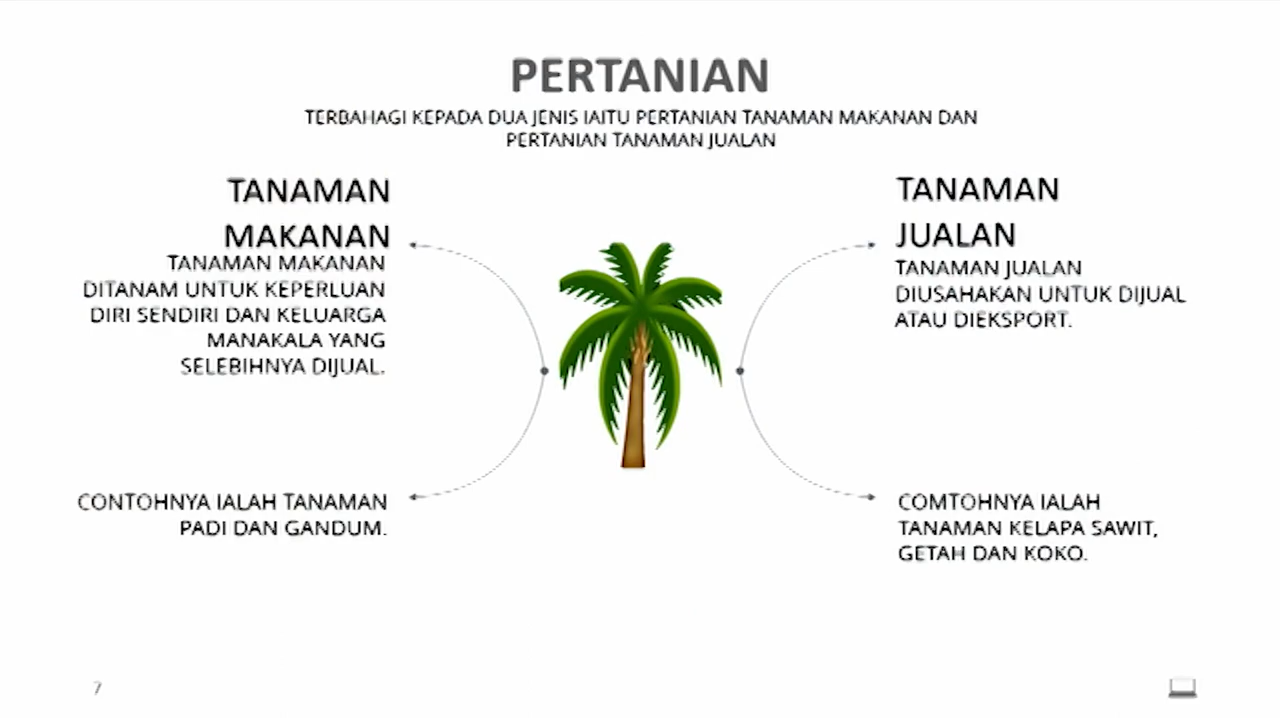 PERTANIAN
TERBAHAGI KEPADA DUA JENIS IAITU PERTANIAN TANAMAN MAKANAN DAN
PERTANIAN TANAMAN JUALAN
TANAMAN
MAKANAN
TANAMAN MAKANAN
DITANAM UNTUK KEPERLUAN
DIRI SENDIRI DAN KELUARGA
MANAKALA YANG
SELEBIHNYA DIJUAL.
CONTOHNYA IALAH TANAMAN
PADI DAN GANDUM.
TANAMAN
JUALAN
TANAMAN JUALAN
DIUSAHAKAN UNTUK DIJUAL
ATAU DIEKSPORT.
COMTOHNYA IALAH
TANAMAN KELAPA SAWIT,
GETAH DAN KOKO.
7